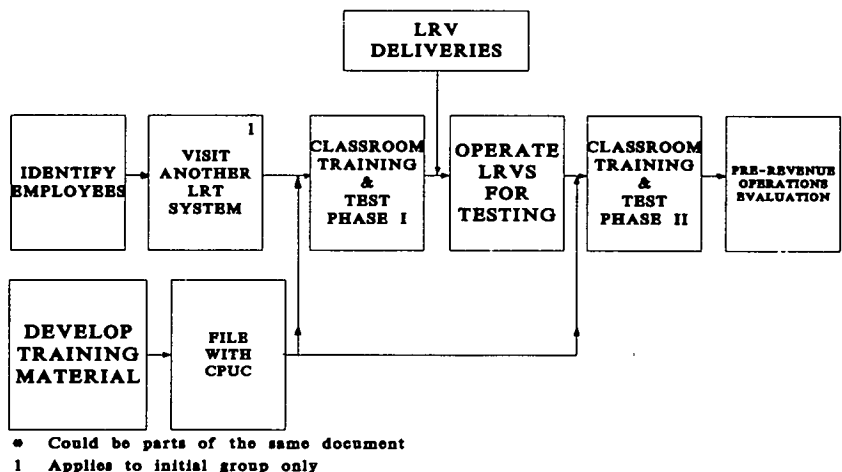 LRV
DELIVERIES
IDENTIFY
EMPLOYEES
1
VISIT
ANOTHER
LRT
SYSTEM
CLASSROOM
TRAINING
&
TEST
PHASE I
OPERATE
LRVS
FOR
TESTING
CLASSROOM
TRAINING
&
TEST
PHASE II
PRE-REVENUE
OPERATIONS
EVALUATION
DEVELOP
TRAINING
MATERIAL
FILE
WITH
CPUC
* Could be parts of the same document
1 Applies to initial group only